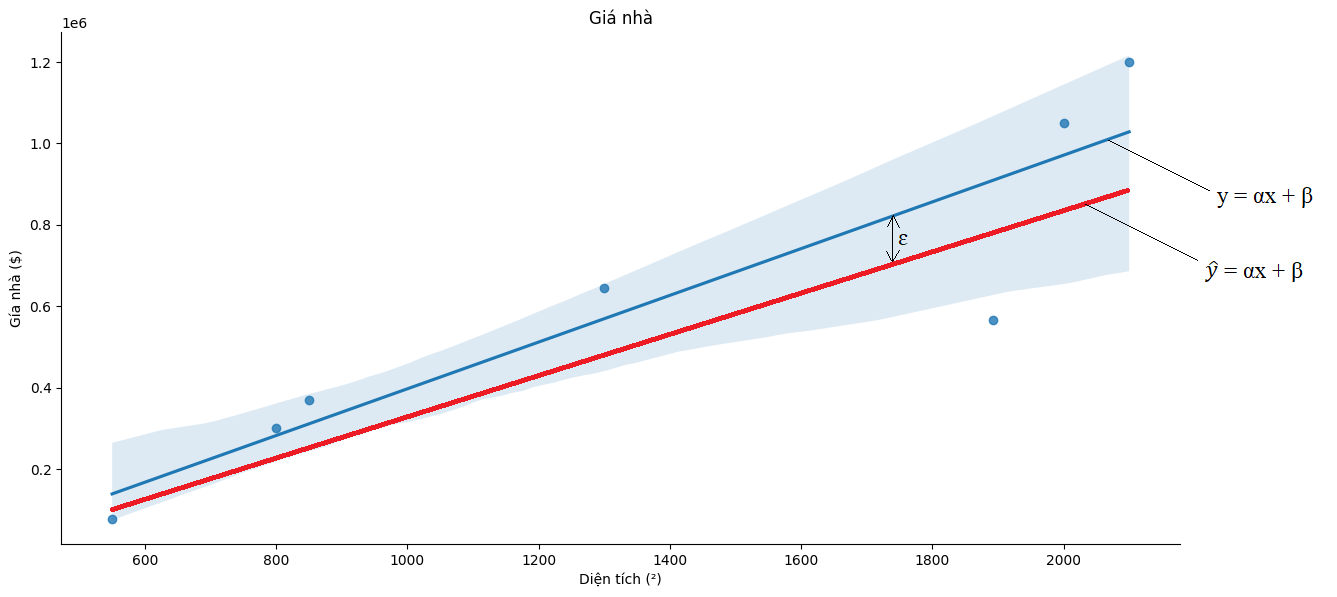 Giá nhà
1e6
1.2
1.0
0.8
0.6
0.4
0.2
Gía nhà ($)
600
800
1000
1200
1400
1600
1800
2000
Diện tích (²)
ε
y = αx + β
ŷ = αx + β